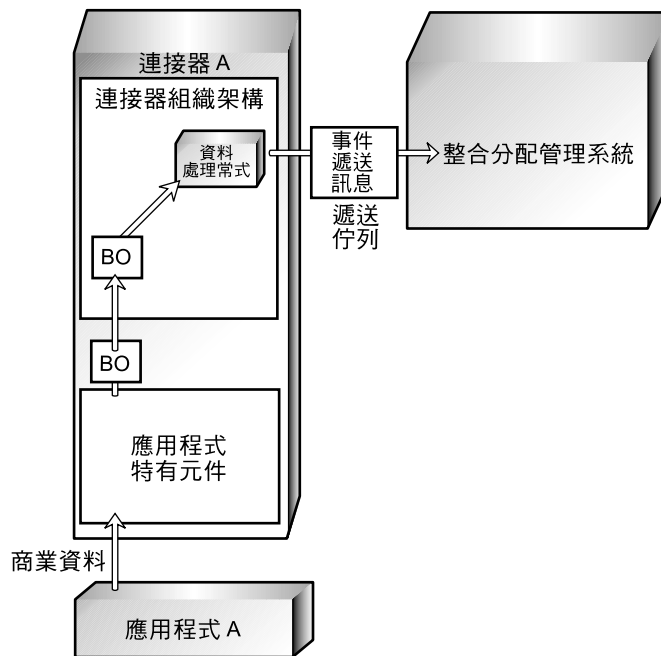 連接器 A
連接器組織架構
資料
處理常式
事件
遞送
訊息
整合分配管理系統
遞送
佇列
BO
BO
應用程式
特有元件
商業資料
應用程式 A